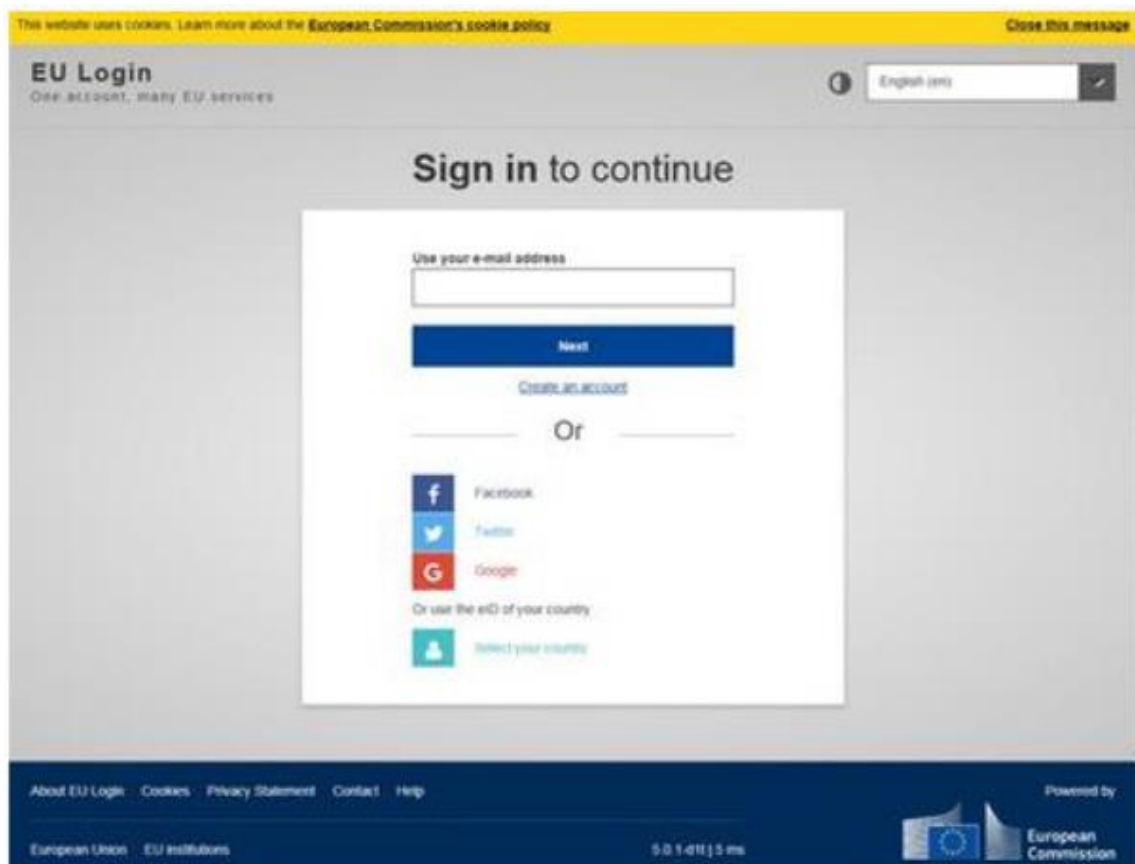 This website uses cookies. Learn more about the European Commission's cookie policy Close this message
EU Login
One account, many EU services
English (en)
Sign in to continue
Use your e-mail address
Next
Create an account
Or
Facebook
Twitter
Google
Or use the eID of your country
Select your country
About EU Login Cookies Privacy Statement Contact Help
Powered by
European Union EU institutions
5 ms
European
Commission